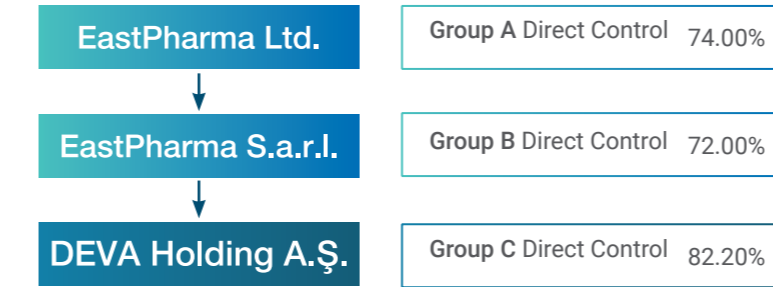 EastPharma Ltd.
Group A Direct Control 74.00%
EastPharma S.a.r.l.
Group B Direct Control 72.00%
DEVA Holding A.Ş.
Group C Direct Control 82.20%